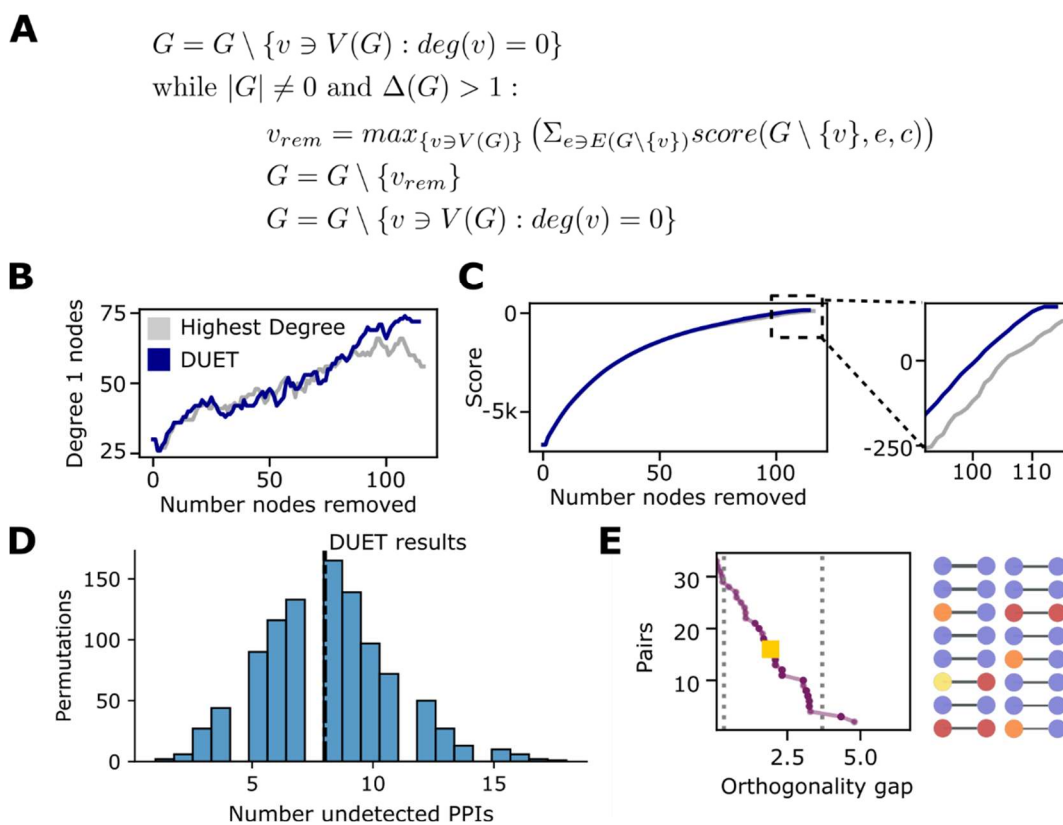 A
G = G \ {v ∋ V(G) : deg(v) = 0}
while |G| ≠ 0 and Δ(G) > 1 :
v_rem = max_{v∋V(G)} (Σ_{e∋E(G\{v})} score(G \ {v}, e, c))
G = G \ {v_rem}
G = G \ {v ∋ V(G) : deg(v) = 0}
B
Degree 1 nodes
75
50
25
Highest Degree
DUET
0
50
100
Number nodes removed
C
Score
0
-5k
0
50
100
Number nodes removed
0
-250
100
110
D
DUET results
Permutations
150
100
50
0
5
10
15
Number undetected PPIs
E
Pairs
30
20
10
2.5
5.0
Orthogonality gap